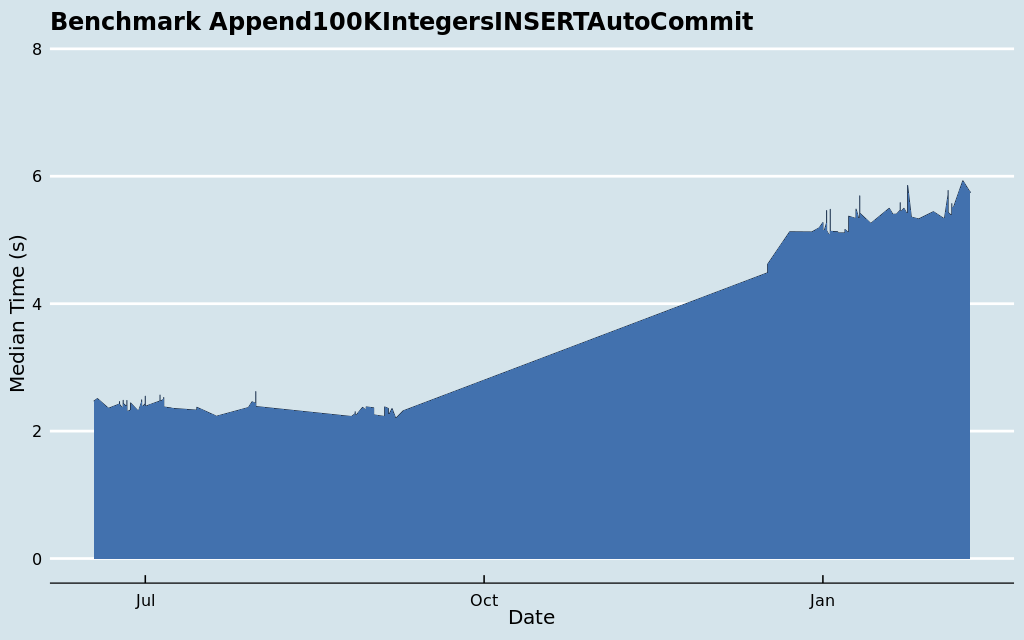 Benchmark Append100KIntegersINSERTAutoCommit
8
6
4
2
0
Median Time (s)
Jul
Oct
Jan
Date